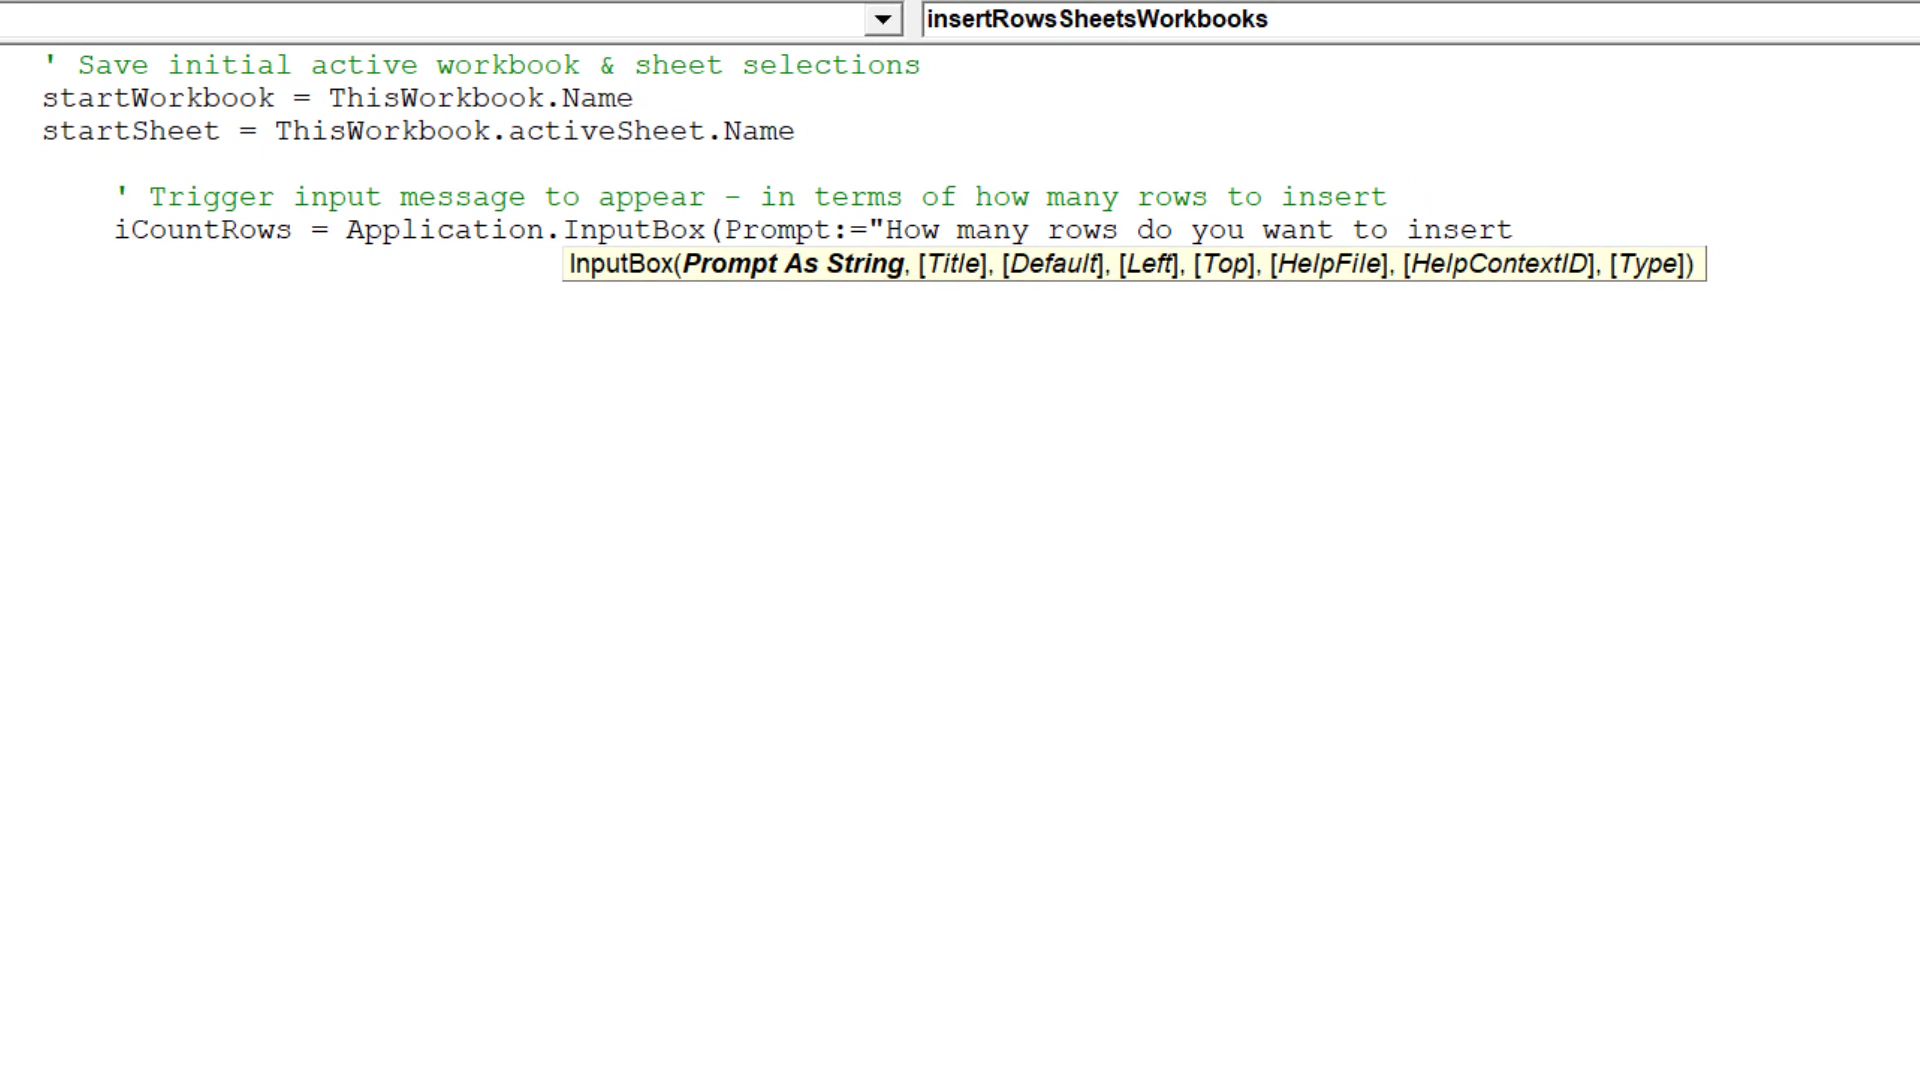 insertRowsSheetsWorkbooks
' Save initial active workbook & sheet selections
startWorkbook = ThisWorkbook.Name
startSheet = ThisWorkbook.activeSheet.Name
' Trigger input message to appear - in terms of how many rows to insert
iCountRows = Application.InputBox(Prompt:="How many rows do you want to insert
InputBox(Prompt As String, [Title], [Default], [Left], [Top], [HelpFile], [HelpContextID], [Type])